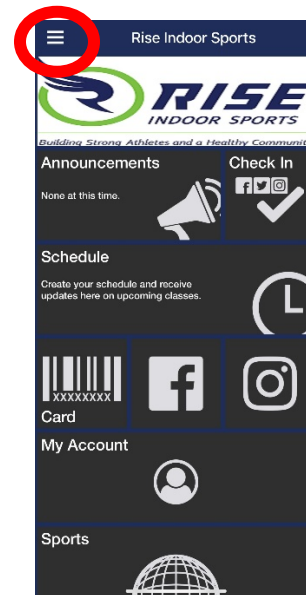 Rise Indoor Sports
RISE
INDOOR SPORTS
Building Strong Athletes and a Healthy Communit
Announcements
Check In
None at this time.
Schedule
Create your schedule and receive
updates here on upcoming classes.
xxxxxxxx
Card
My Account
Sports